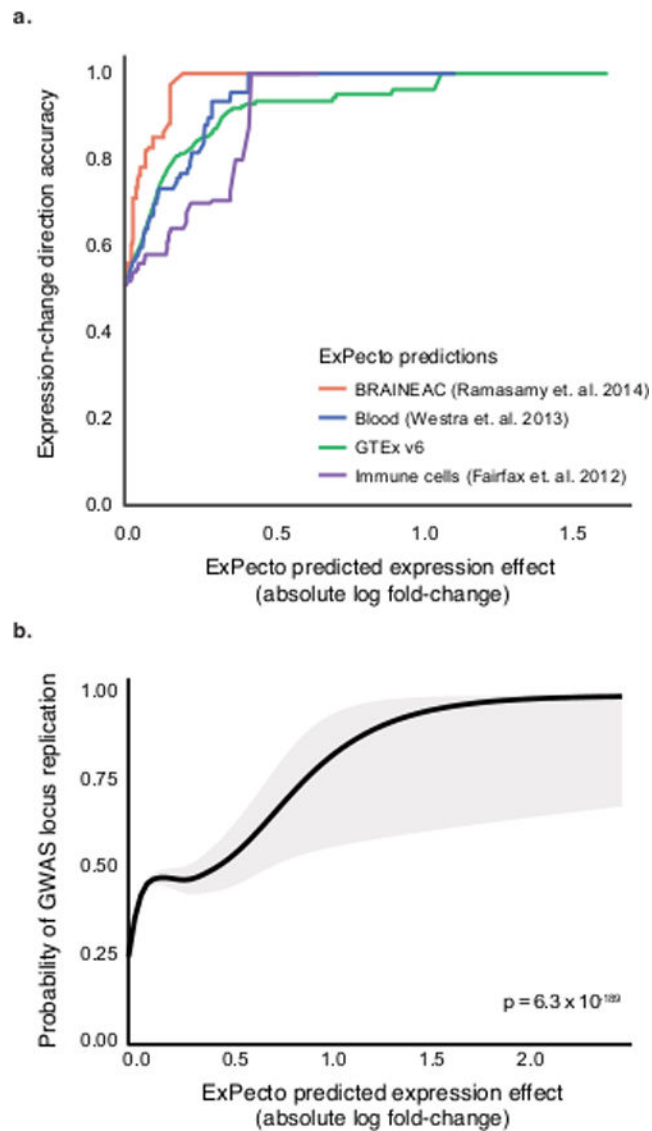 a.
Expression-change direction accuracy
1.0
0.8
0.6
0.4
0.2
0.0
ExPecto predictions
BRAINEAC (Ramasamy et. al. 2014)
Blood (Westra et. al. 2013)
GTEx v6
Immune cells (Fairfax et. al. 2012)
0.0 0.5 1.0 1.5
ExPecto predicted expression effect
(absolute log fold-change)
b.
Probability of GWAS locus replication
1.00
0.75
0.50
0.25
0.00
p = 6.3 x 10⁻¹⁸⁹
0.0 0.5 1.0 1.5 2.0
ExPecto predicted expression effect
(absolute log fold-change)